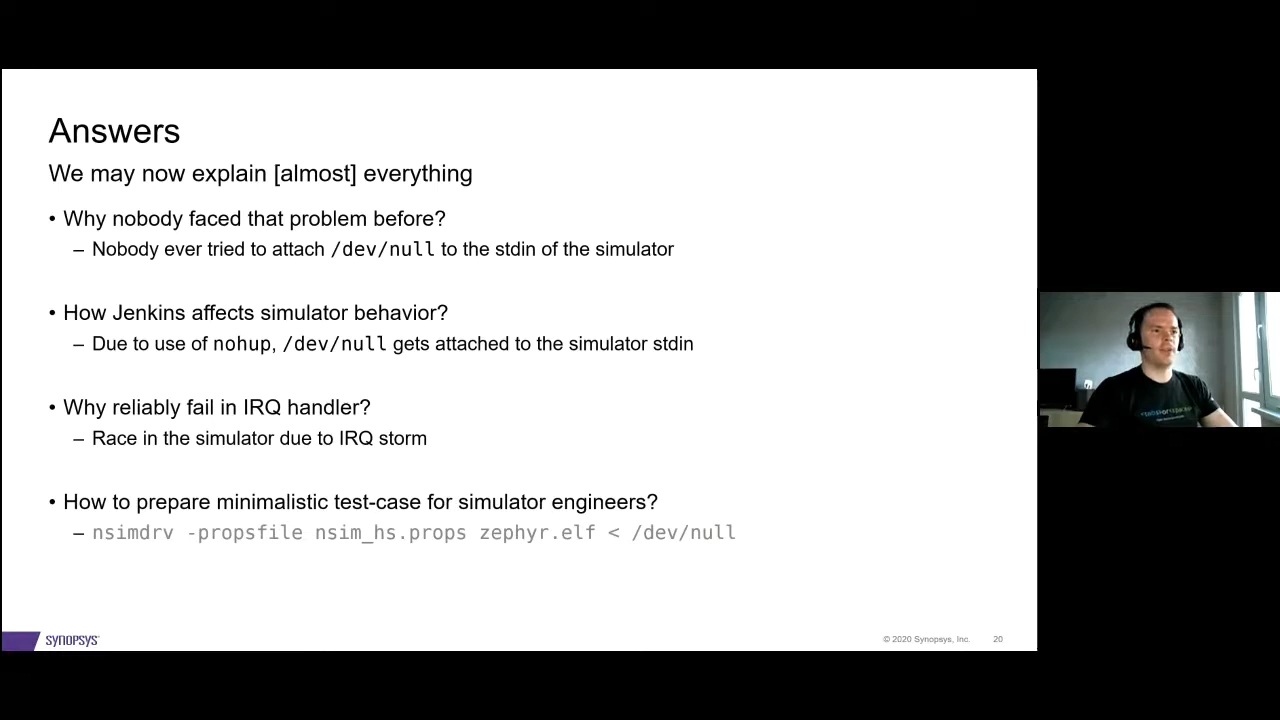 Answers
We may now explain [almost] everything
• Why nobody faced that problem before?
– Nobody ever tried to attach /dev/null to the stdin of the simulator
• How Jenkins affects simulator behavior?
– Due to use of nohup, /dev/null gets attached to the simulator stdin
• Why reliably fail in IRQ handler?
– Race in the simulator due to IRQ storm
• How to prepare minimalistic test-case for simulator engineers?
– nsimdrv -propsfile nsim_hs.props zephyr.elf < /dev/null
SYNOPSYS®
© 2020 Synopsys, Inc. 20